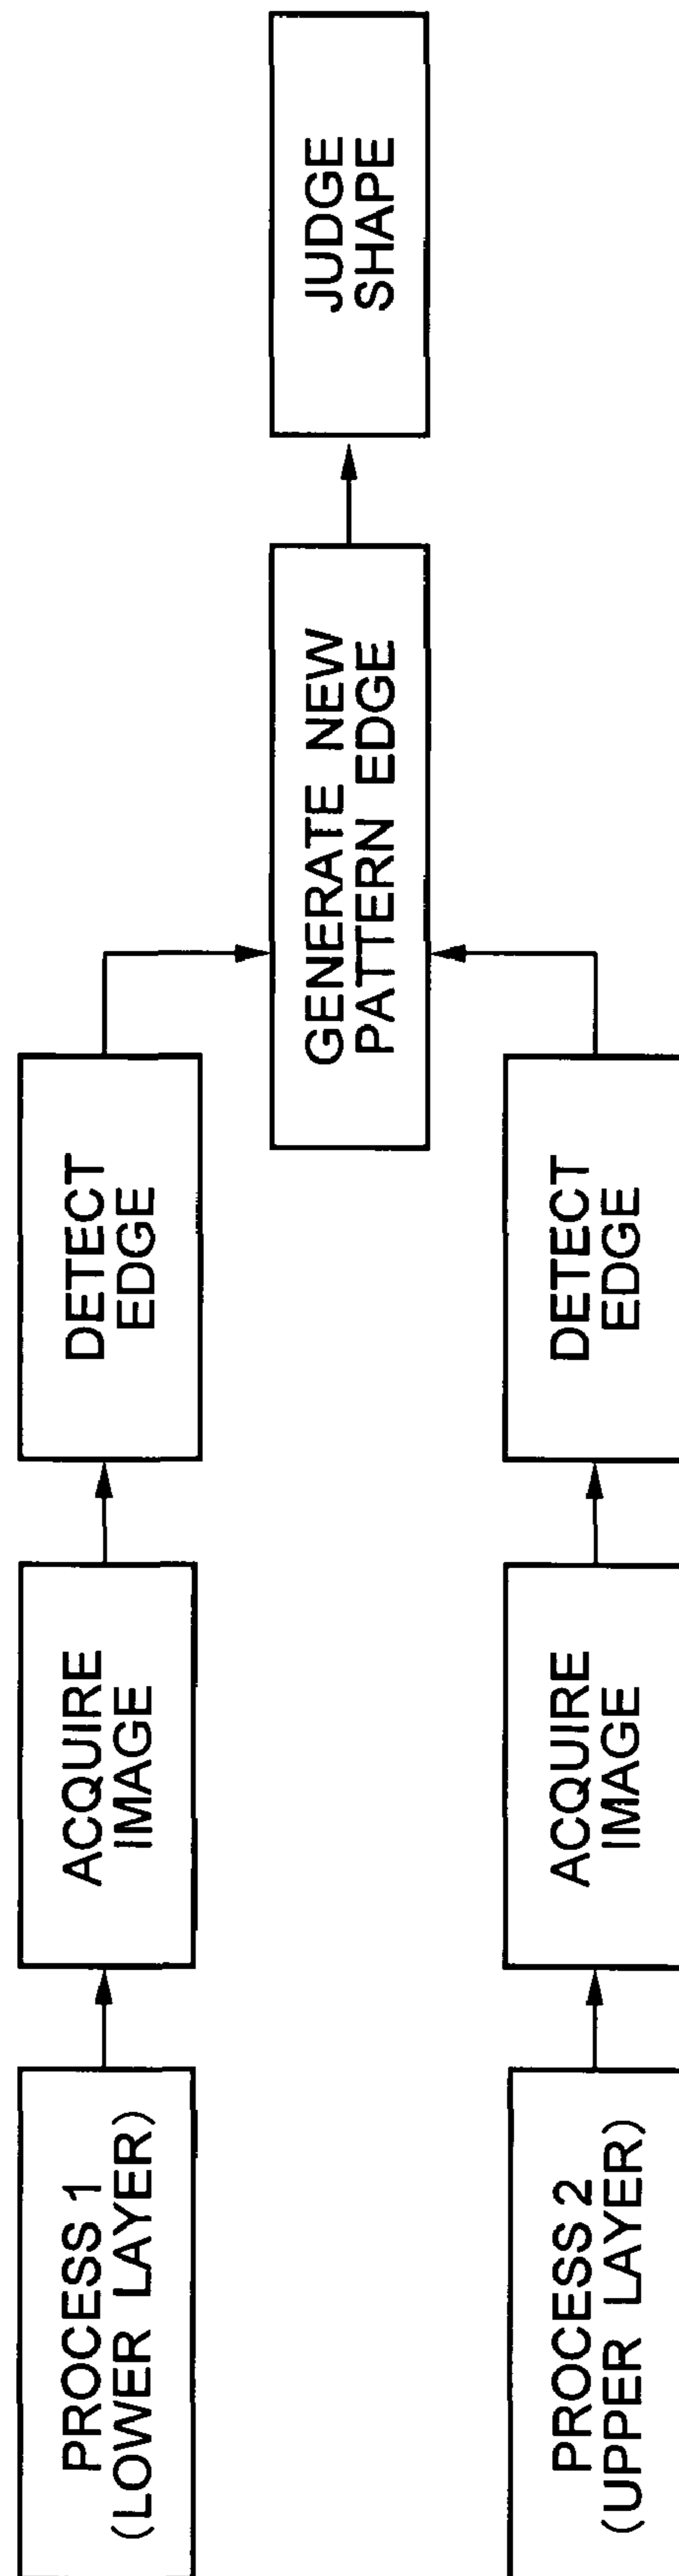 PROCESS 1
(LOWER LAYER)
ACQUIRE
IMAGE
DETECT
EDGE
PROCESS 2
(UPPER LAYER)
ACQUIRE
IMAGE
DETECT
EDGE
GENERATE NEW
PATTERN EDGE
JUDGE
SHAPE